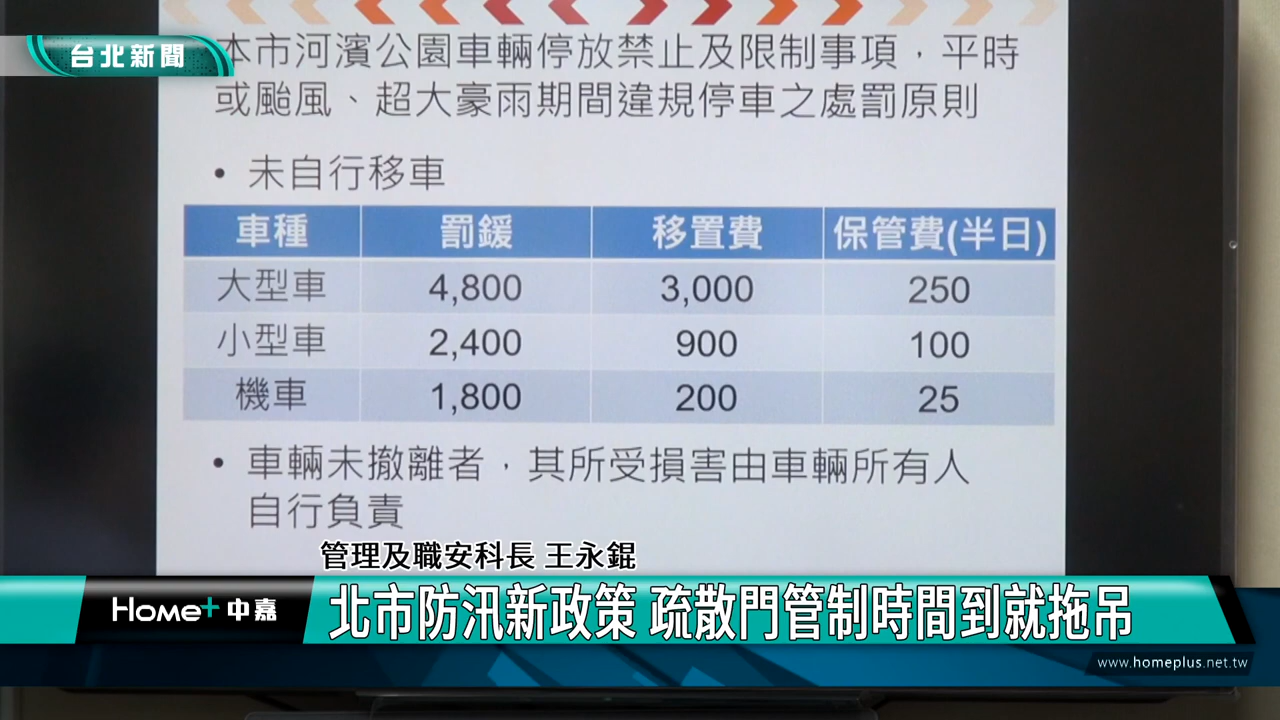 台北新聞
本市河濱公園車輛停放禁止及限制事項，平時
或颱風、超大豪雨期間違規停車之處罰原則
• 未自行移車
車種 罰鍰 移置費 保管費(半日)
大型車 4,800 3,000 250
小型車 2,400 900 100
機車 1,800 200 25
• 車輛未撤離者，其所受損害由車輛所有人
自行負責
管理及職安科長 王永錕
Home+ 中嘉
北市防汛新政策 疏散門管制時間到就拖吊
www.homeplus.net.tw